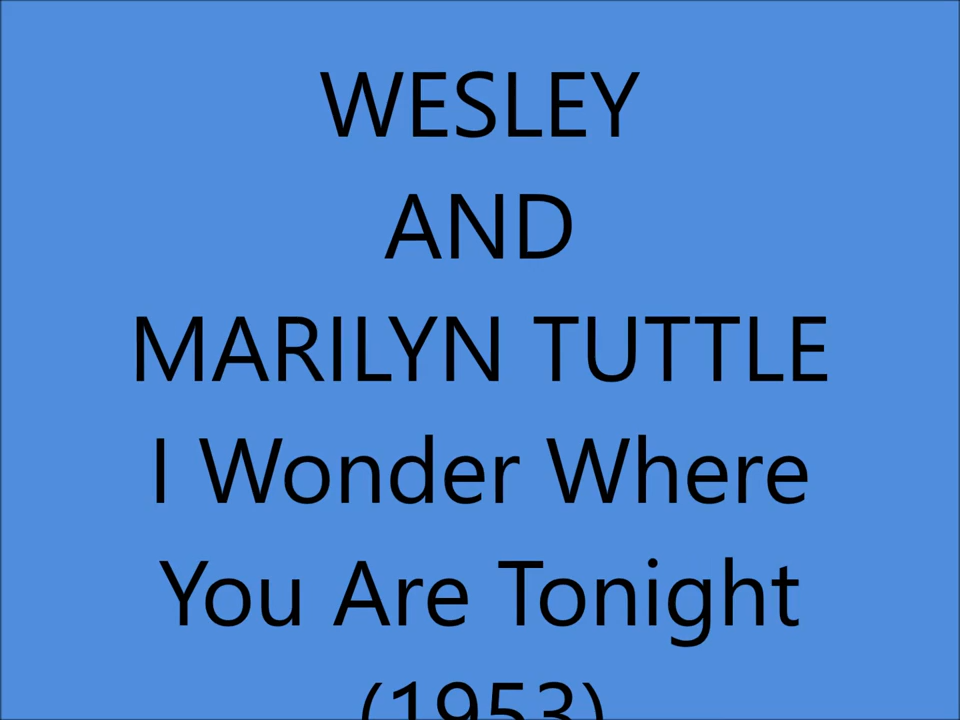 WESLEY
AND
MARILYN TUTTLE
I Wonder Where
You Are Tonight
(1953)